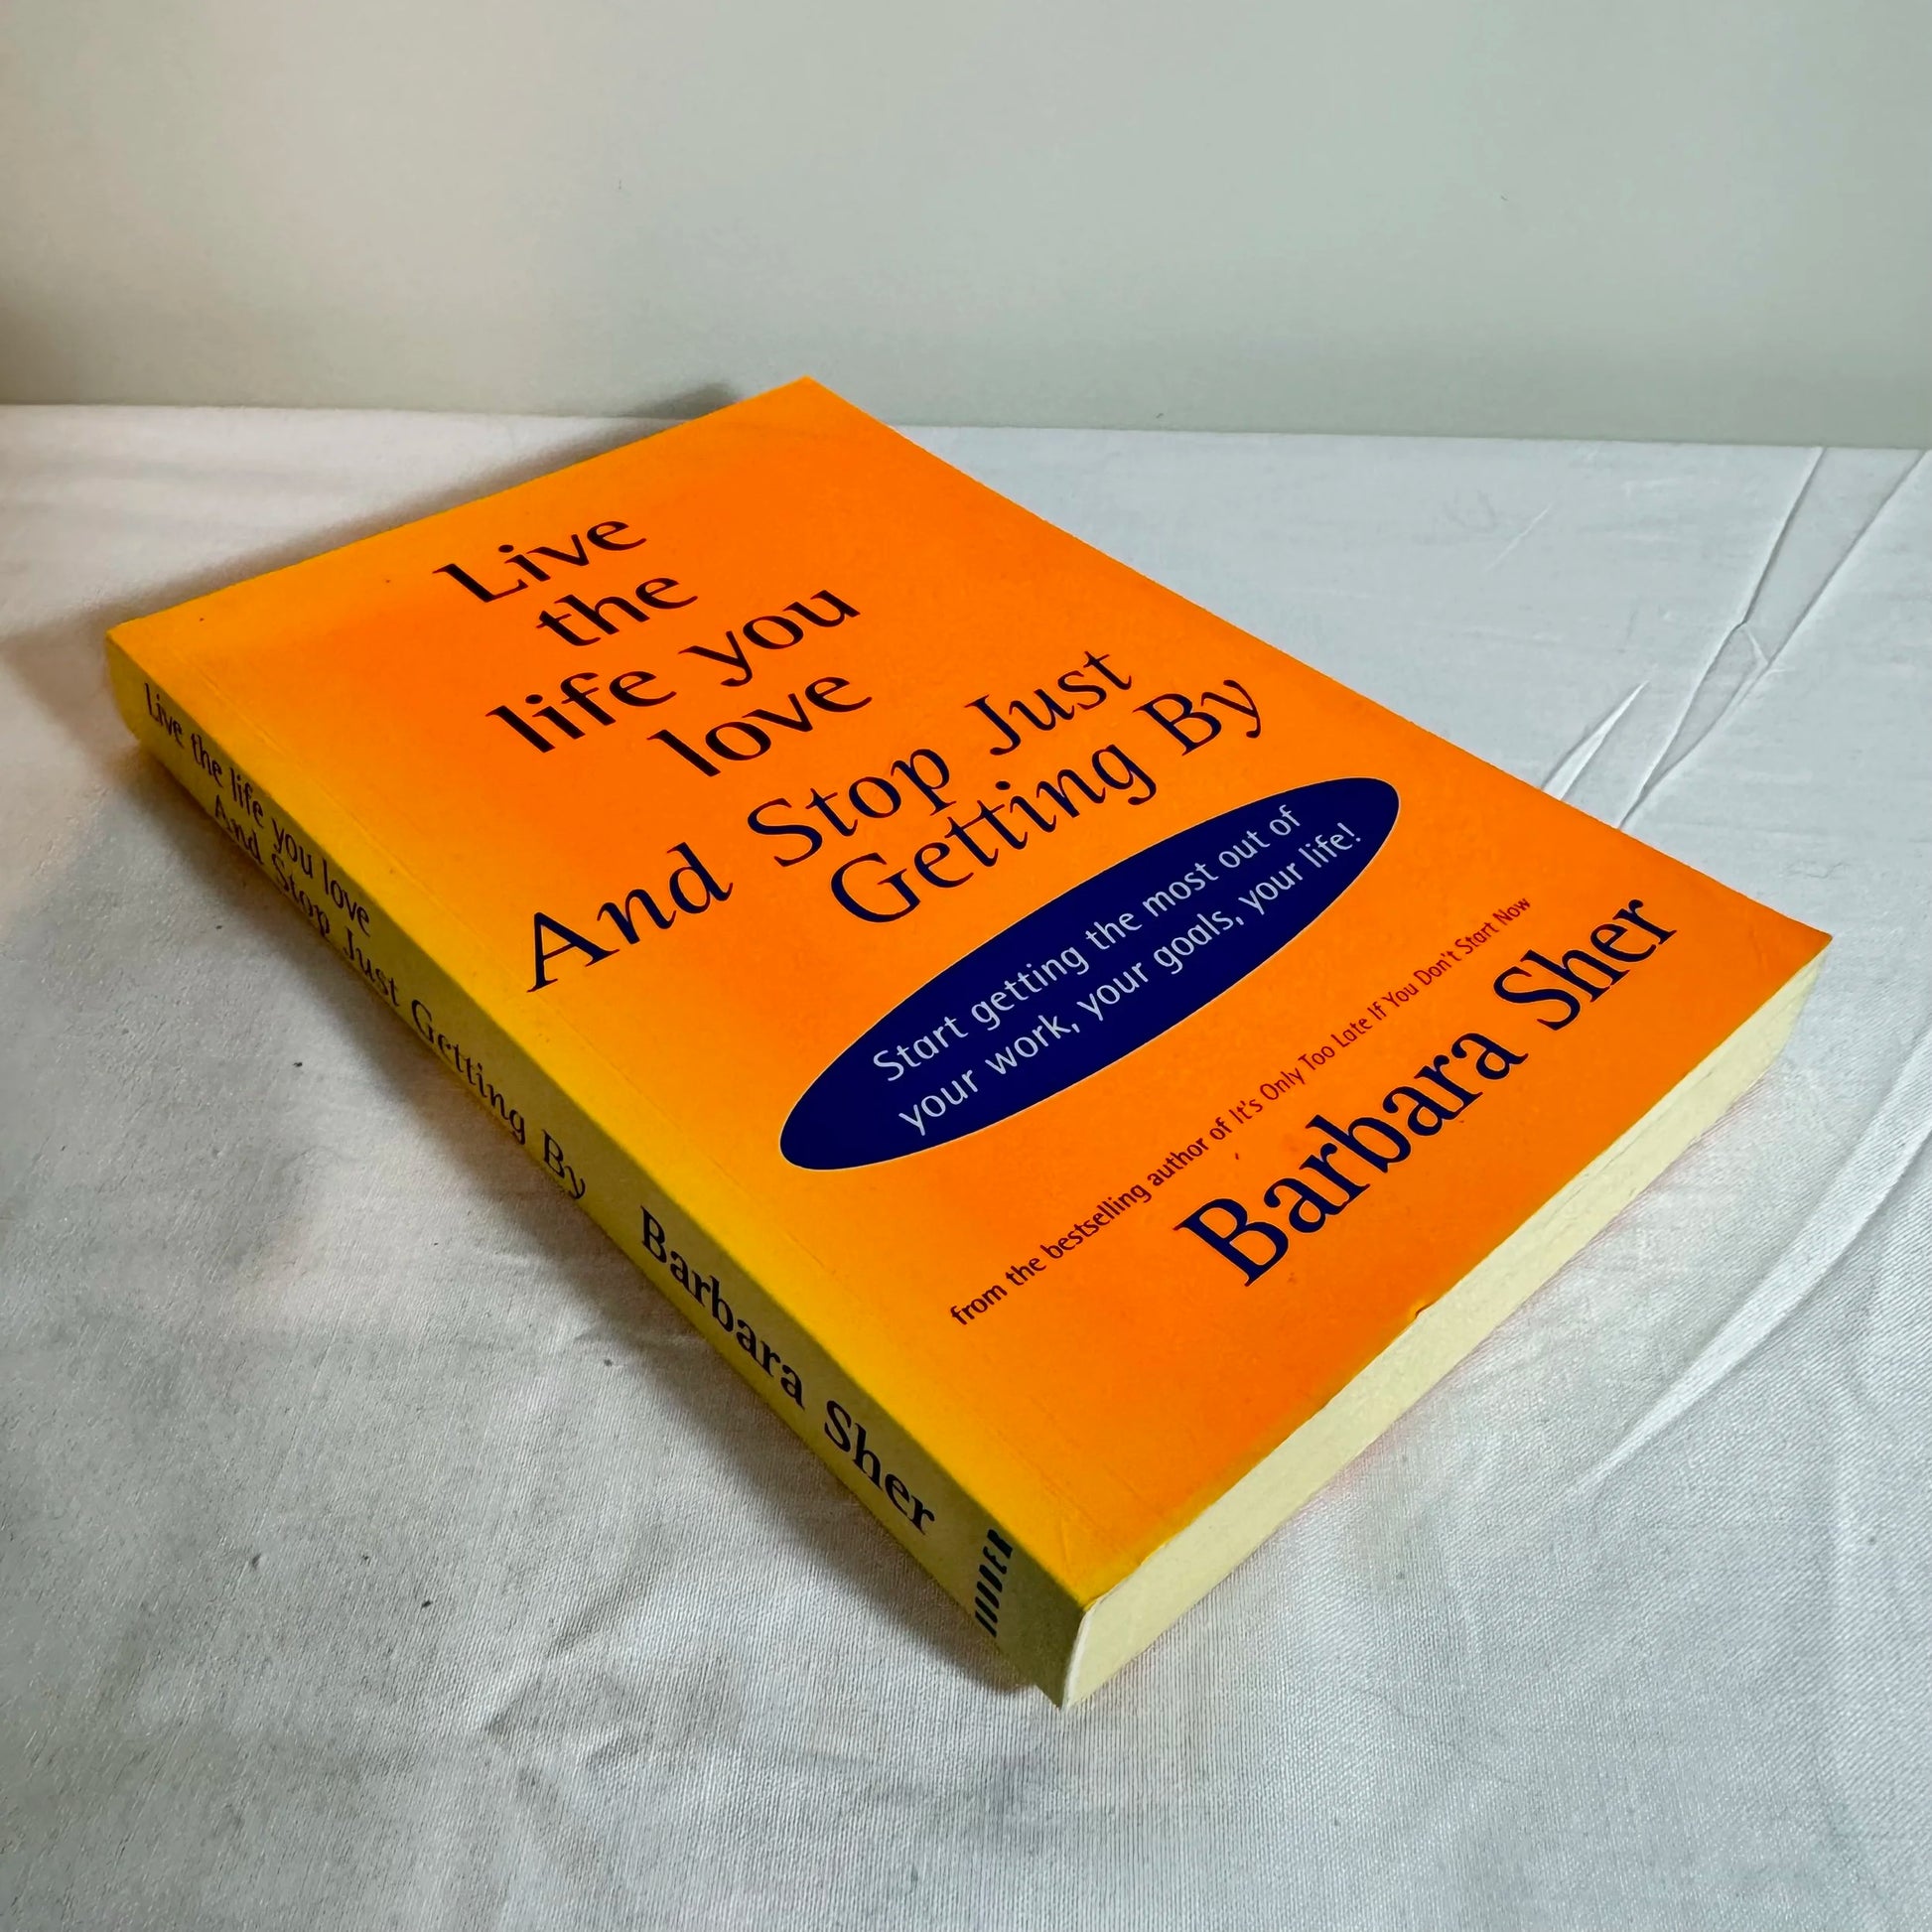 Live
the
life you
love
And Stop Just
Getting By
Start getting the most out of
your work, your goals, your life!
from the bestselling author of It's Only Too Late If You Don't Start Now
Barbara Sher
Live the life you love
And Stop Just Getting By
Barbara Sher